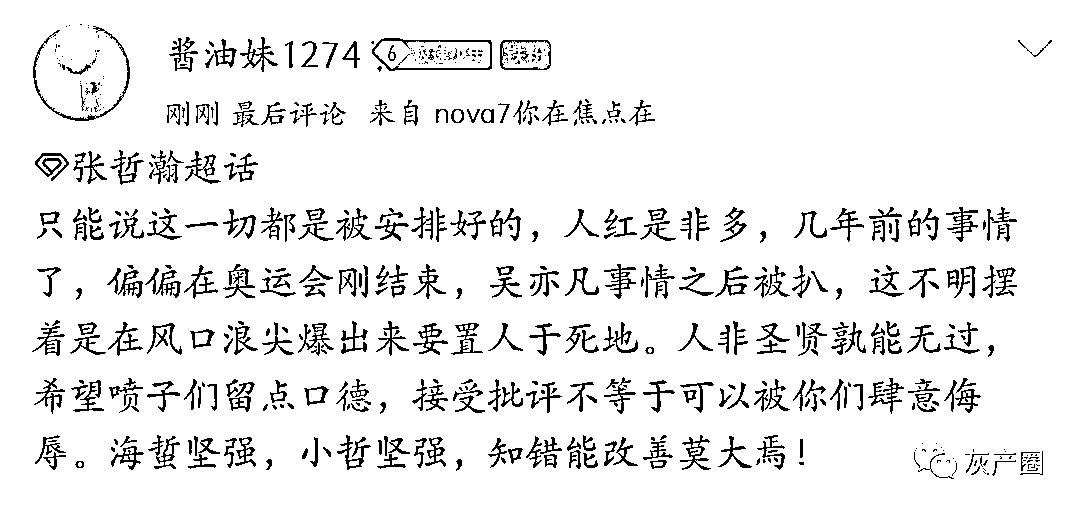 酱油妹1274 6
刚刚 最后评论 来自 nova7你在焦点在
张哲瀚超话
只能说这一切都是被安排好的，人红是非多，几年前的事情
了，偏偏在奥运会刚结束，吴亦凡事情之后被扒，这不明摆
着是在风口浪尖爆出来要置人于死地。人非圣贤孰能无过，
希望喷子们留点口德，接受批评不等于可以被你们肆意侮
辱。海蜇坚强，小哲坚强，知错能改善莫大焉！
灰产圈